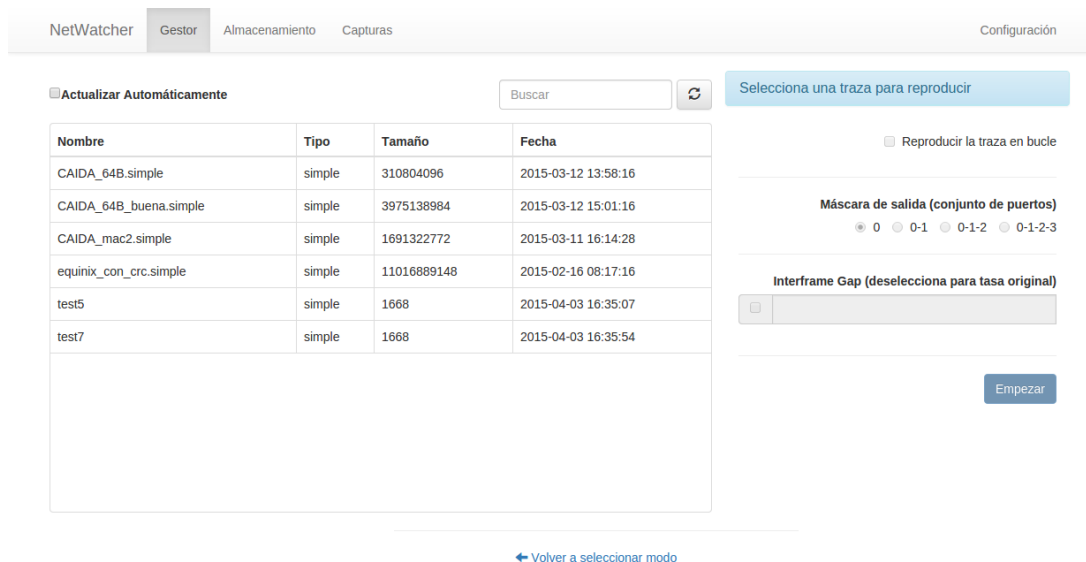 NetWatcher Gestor Almacenamiento Capturas Configuración
Actualizar Automáticamente Buscar
Nombre Tipo Tamaño Fecha
CAIDA_64B.simple simple 310804096 2015-03-12 13:58:16
CAIDA_64B_buena.simple simple 3975138984 2015-03-12 15:01:16
CAIDA_mac2.simple simple 1691322772 2015-03-11 16:14:28
equinix_con_crc.simple simple 11016889148 2015-02-16 08:17:16
test5 simple 1668 2015-04-03 16:35:07
test7 simple 1668 2015-04-03 16:35:54
Selecciona una traza para reproducir
Reproducir la traza en bucle
Máscara de salida (conjunto de puertos)
0 0-1 0-1-2 0-1-2-3
Interframe Gap (deselecciona para tasa original)
Empezar
Volver a seleccionar modo